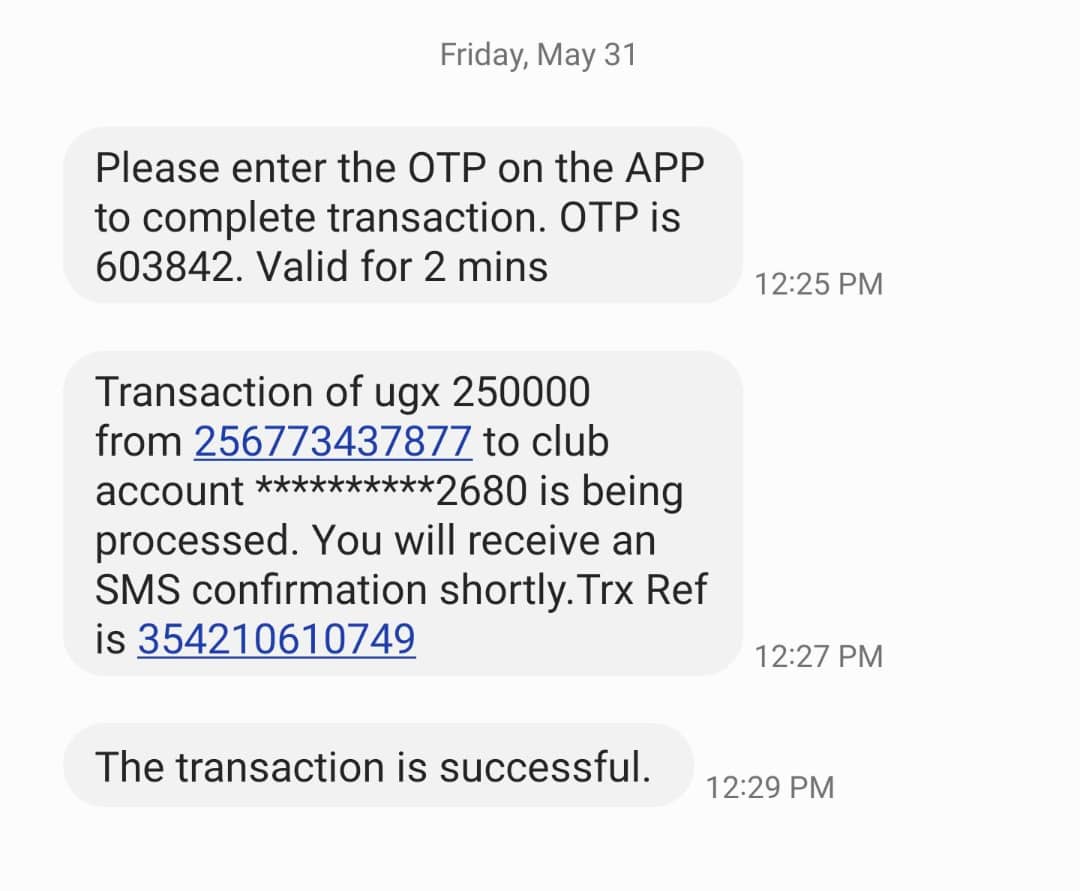 Friday, May 31
Please enter the OTP on the APP
to complete transaction. OTP is
603842. Valid for 2 mins
12:25 PM
Transaction of ugx 250000
from 256773437877 to club
account **********2680 is being
processed. You will receive an
SMS confirmation shortly.Trx Ref
is 354210610749
12:27 PM
The transaction is successful.
12:29 PM